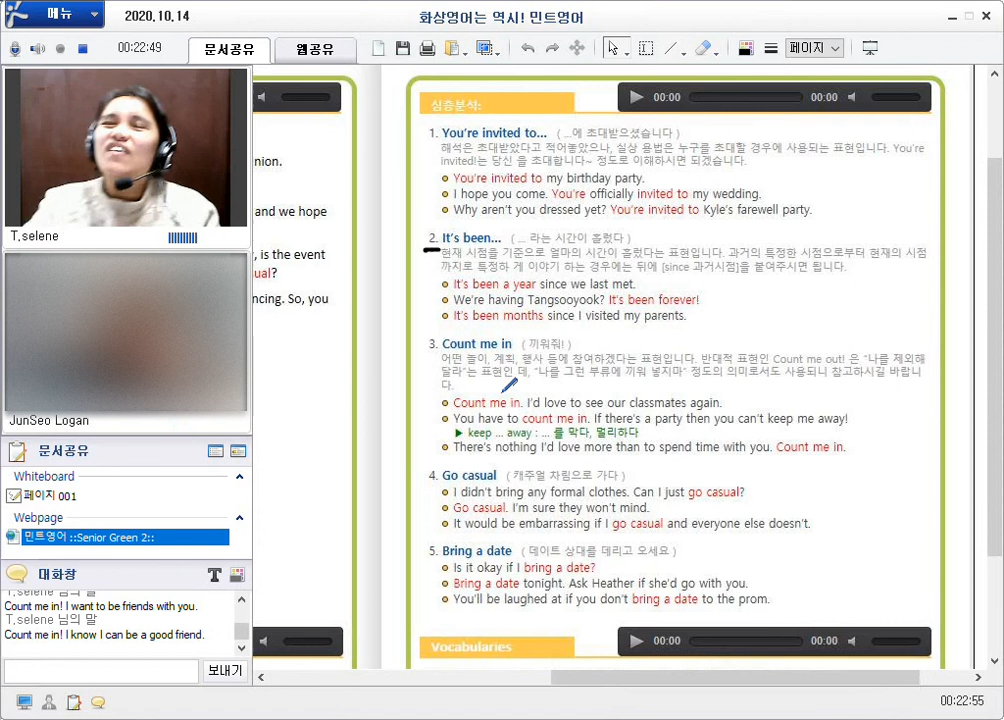 메뉴
2020.10.14
화상영어는 역시! 민트영어
00:22:49
문서공유
웹공유
페이지
T.selene
JunSeo Logan
문서공유
Whiteboard
페이지 001
Webpage
민트영어 ::Senior Green 2::
대화창
T.selene 님의 말
Count me in! I want to be friends with you.
T.selene 님의 말
Count me in! I know I can be a good friend.
보내기
nion.
and we hope
, is the event
ual?
ncing. So, you
심층분석:
00:00
00:00
1. You're invited to... ( ...에 초대받으셨습니다 )
해석은 초대받았다고 적어놓았으나, 실상 용법은 누구를 초대할 경우에 사용되는 표현입니다. You're
invited!는 당신 을 초대합니다~ 정도로 이해하시면 되겠습니다.
You're invited to my birthday party.
I hope you come. You're officially invited to my wedding.
Why aren't you dressed yet? You're invited to Kyle's farewell party.
2. It's been... ( ... 라는 시간이 흘렀다 )
현재 시점을 기준으로 얼마의 시간이 흘렀다는 표현입니다. 과거의 특정한 시점으로부터 현재의 시점
까지로 특정하 게 이야기 하는 경우에는 뒤에 [since 과거시점]을 붙여주시면 됩니다.
It's been a year since we last met.
We're having Tangsooyook? It's been forever!
It's been months since I visited my parents.
3. Count me in ( 끼워줘! )
어떤 놀이, 계획, 행사 등에 참여하겠다는 표현입니다. 반대적 표현인 Count me out! 은 "나를 제외해
달라"는 표현인 데, "나를 그런 부류에 끼워 넣지마" 정도의 의미로서도 사용되니 참고하시길 바랍니
다.
Count me in. I'd love to see our classmates again.
You have to count me in. If there's a party then you can't keep me away!
▶ keep ... away : ... 를 막다, 멀리하다
There's nothing I'd love more than to spend time with you. Count me in.
4. Go casual ( 캐주얼 차림으로 가다 )
I didn't bring any formal clothes. Can I just go casual?
Go casual. I'm sure they won't mind.
It would be embarrassing if I go casual and everyone else doesn't.
5. Bring a date ( 데이트 상대를 데리고 오세요 )
Is it okay if I bring a date?
Bring a date tonight. Ask Heather if she'd go with you.
You'll be laughed at if you don't bring a date to the prom.
Vocabularies
00:00
00:00
00:22:55